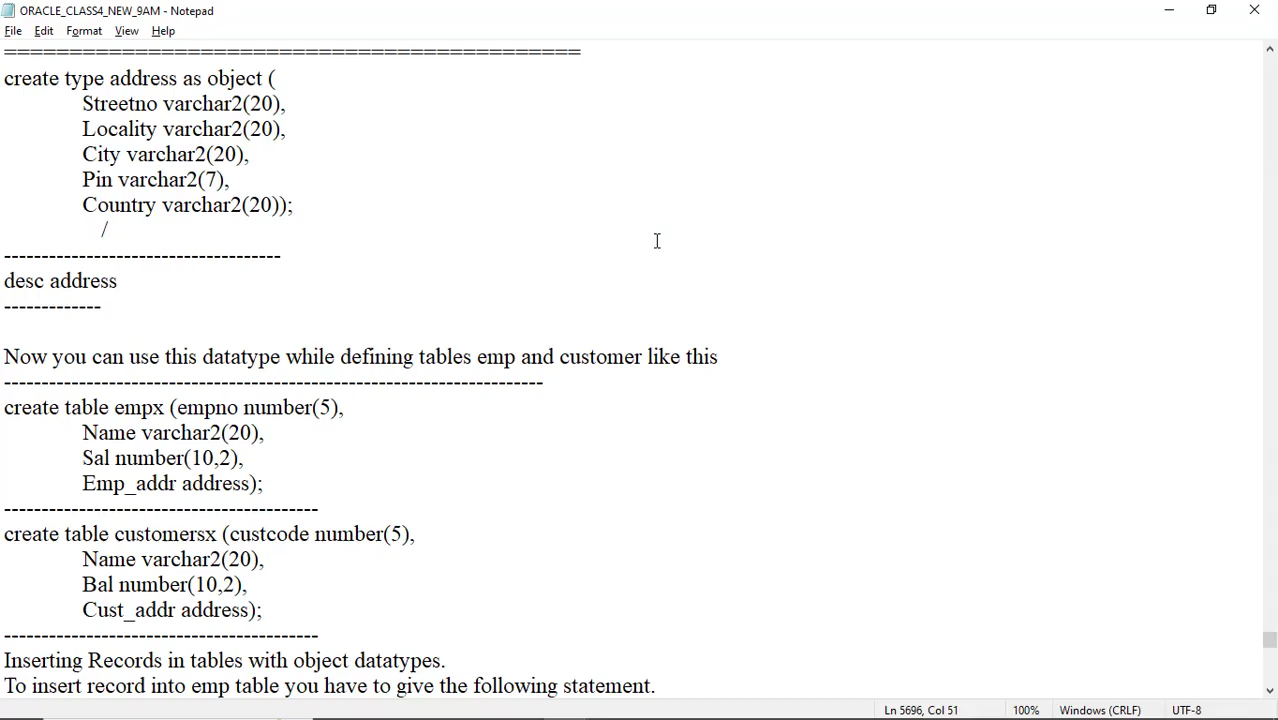 ORACLE_CLASS4_NEW_9AM - Notepad
File Edit Format View Help
==============================================
create type address as object (
Streetno varchar2(20),
Locality varchar2(20),
City varchar2(20),
Pin varchar2(7),
Country varchar2(20));
/
-------------------------------------
desc address
-------------
Now you can use this datatype while defining tables emp and customer like this
------------------------------------------------------------------------
create table empx (empno number(5),
Name varchar2(20),
Sal number(10,2),
Emp_addr address);
------------------------------------------
create table customersx (custcode number(5),
Name varchar2(20),
Bal number(10,2),
Cust_addr address);
------------------------------------------
Inserting Records in tables with object datatypes.
To insert record into emp table you have to give the following statement.
Ln 5696, Col 51 100% Windows (CRLF) UTF-8